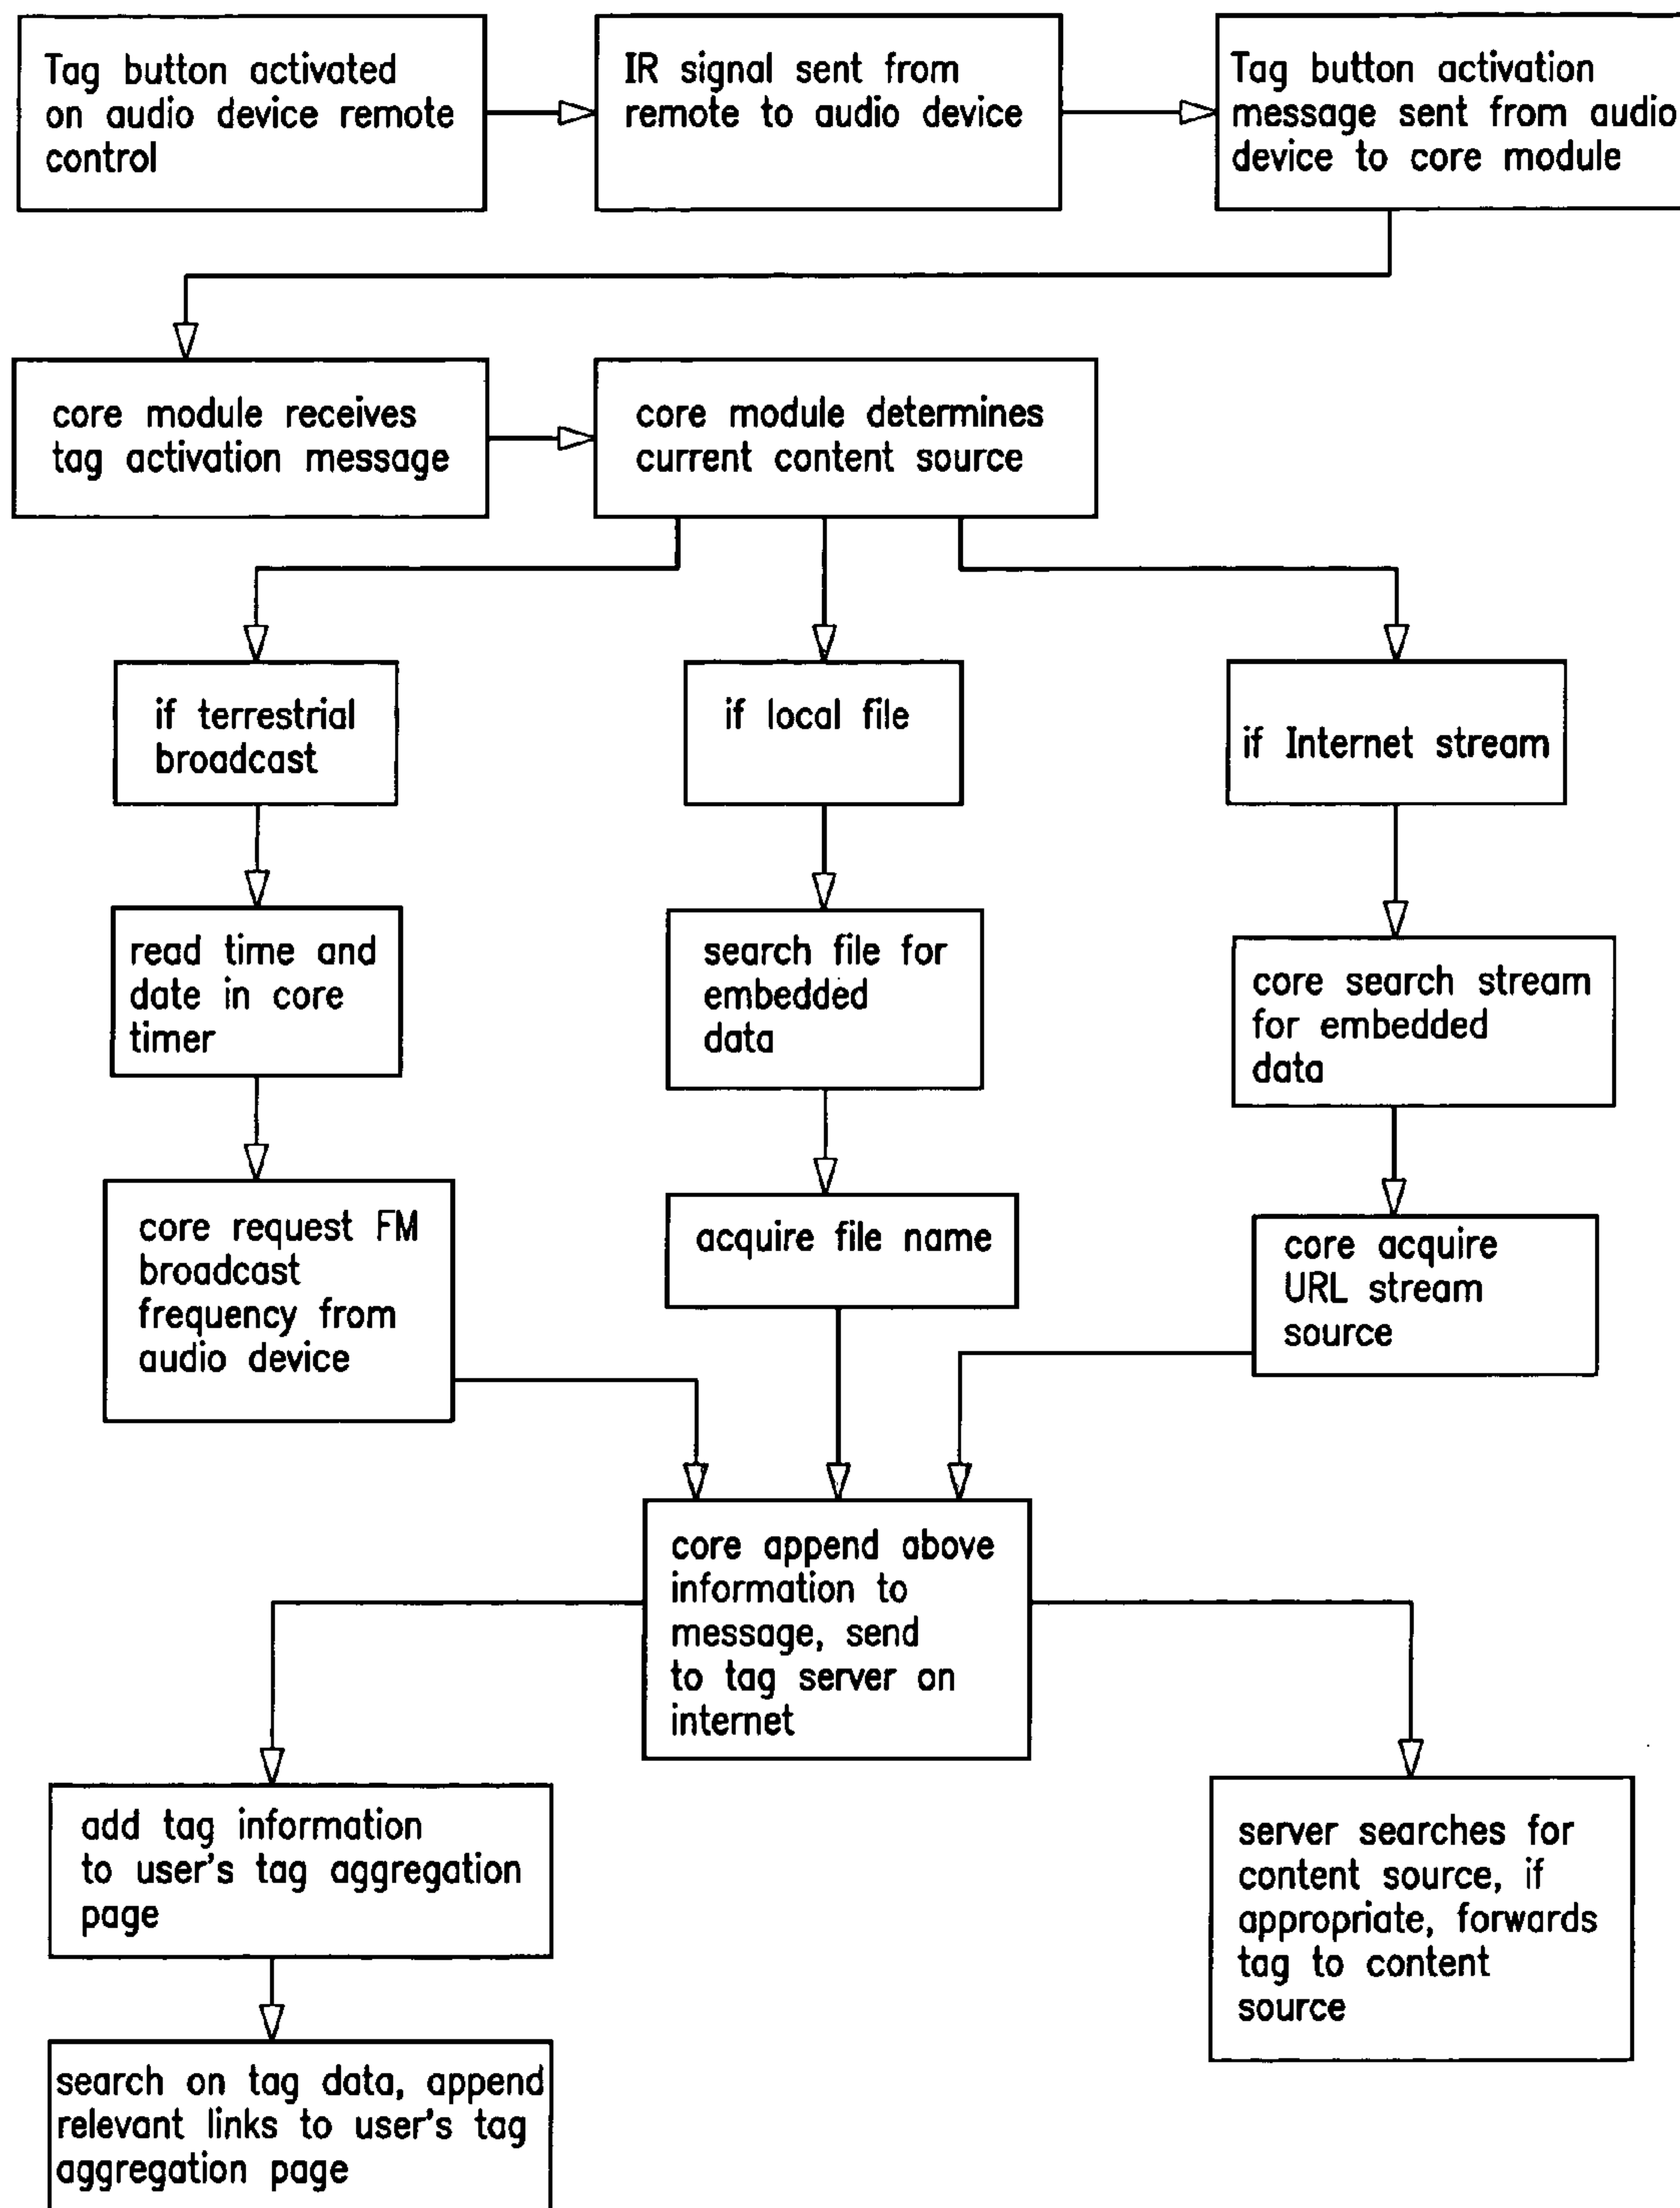 Tag button activated
on audio device remote
control
IR signal sent from
remote to audio device
Tag button activation
message sent from audio
device to core module
core module receives
tag activation message
core module determines
current content source
if terrestrial
broadcast
if local file
if Internet stream
read time and
date in core
timer
search file for
embedded
data
core search stream
for embedded
data
core request FM
broadcast
frequency from
audio device
acquire file name
core acquire
URL stream
source
core append above
information to
message, send
to tag server on
internet
add tag information
to user's tag aggregation
page
server searches for
content source, if
appropriate, forwards
tag to content
source
search on tag data, append
relevant links to user's tag
aggregation page